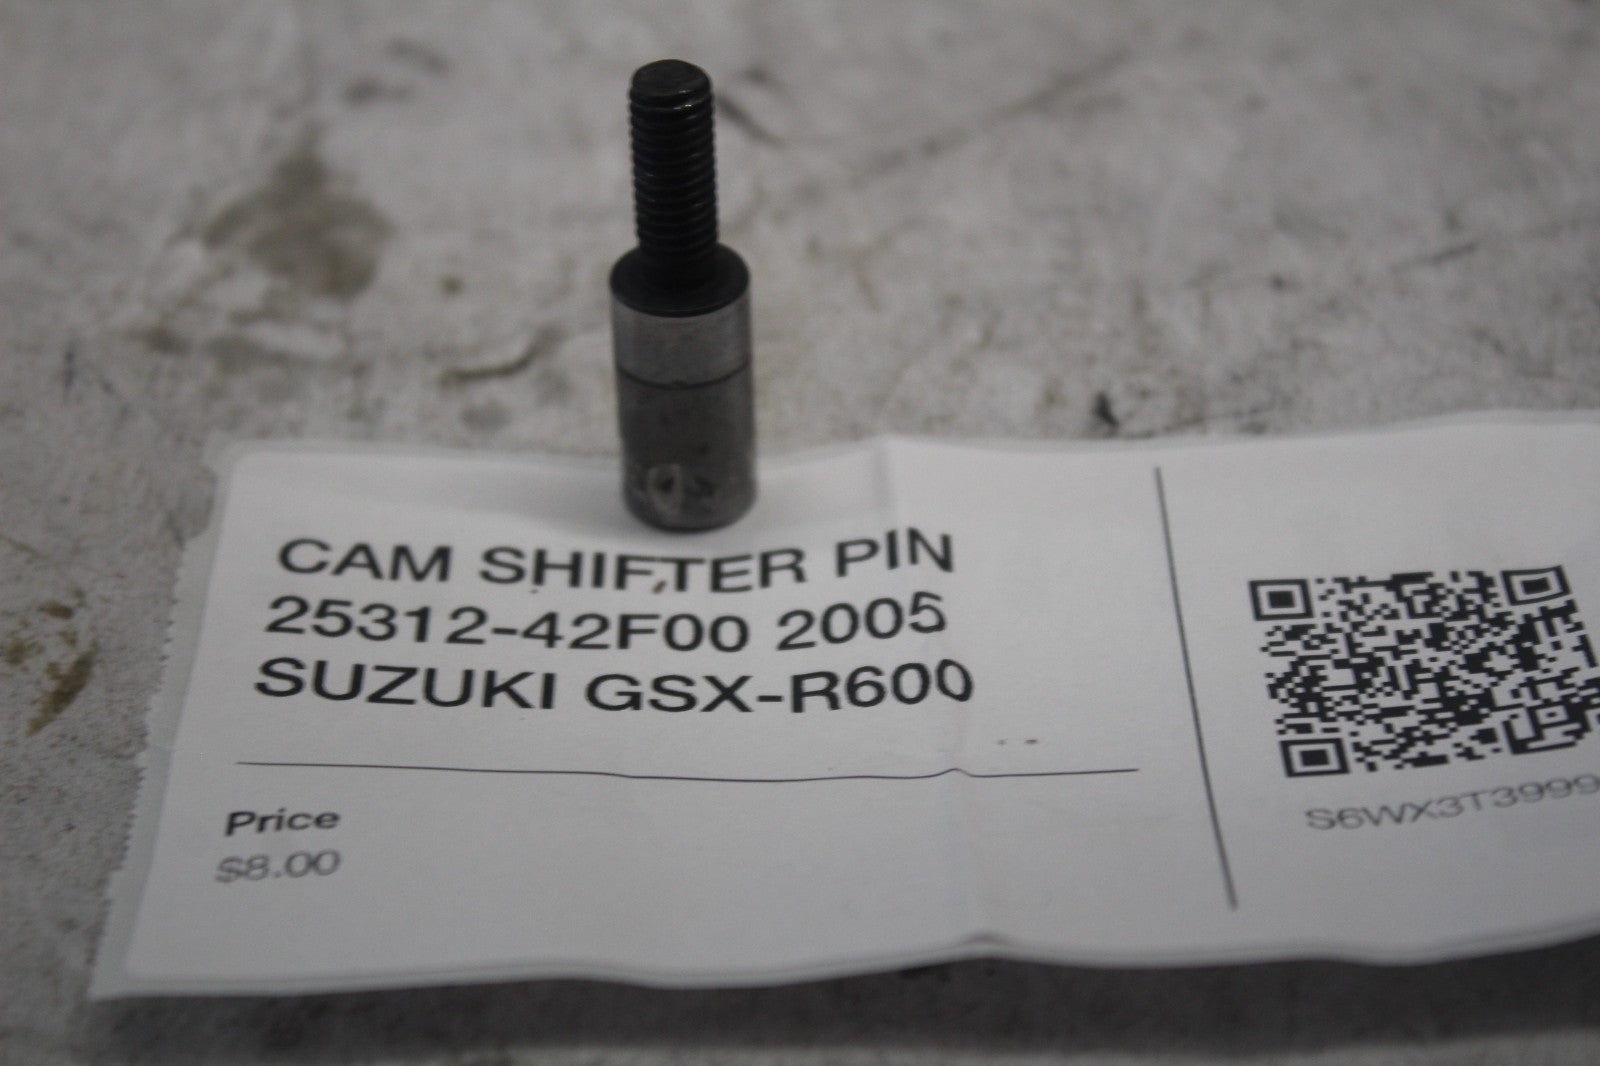 CAM SHIFTER PIN
25312-42F00 2005
SUZUKI GSX-R600
Price
$8.00
S6WX3T3999